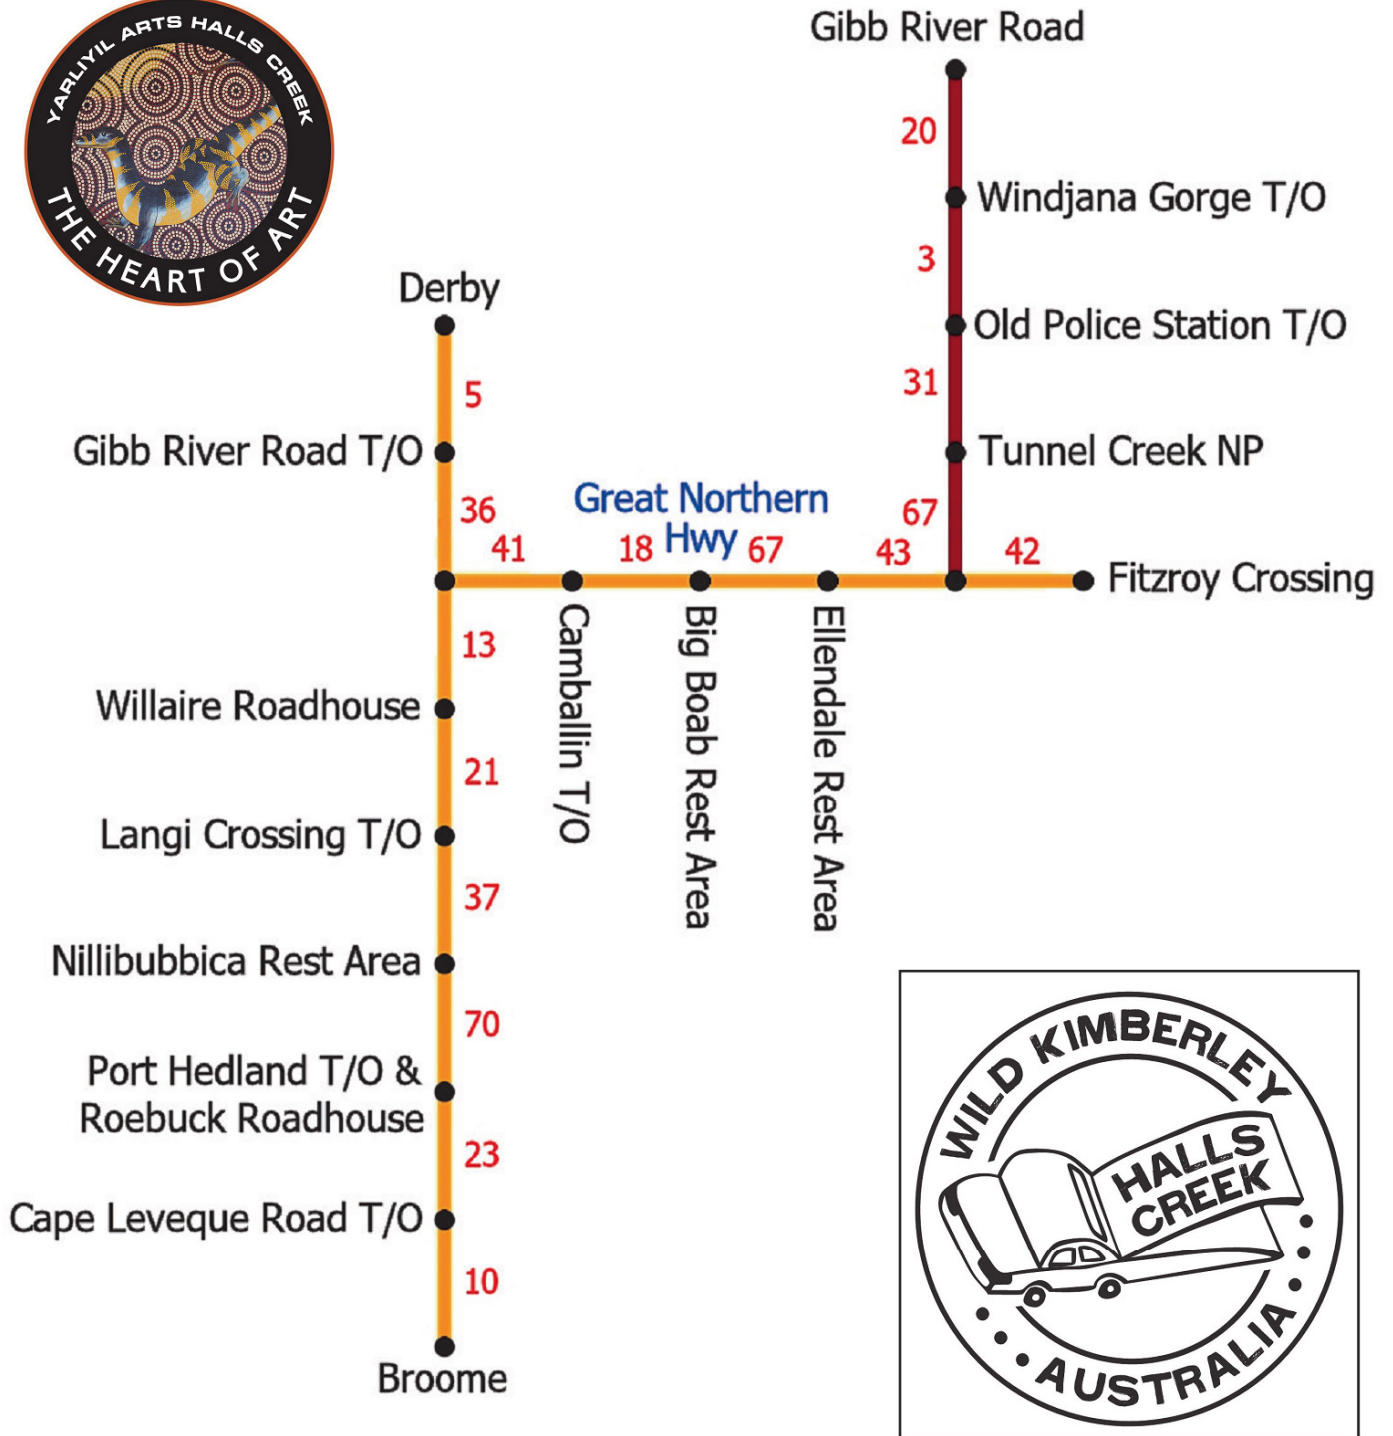 YARLIYIL ARTS HALLS CREEK
THE HEART OF ART
Gibb River Road
20
Windjana Gorge T/O
3
Old Police Station T/O
31
Tunnel Creek NP
67
Derby
5
Gibb River Road T/O
36
Great Northern
Hwy
41
18
67
43
42
Fitzroy Crossing
Camballin T/O
Big Boab Rest Area
Ellendale Rest Area
13
Willaire Roadhouse
21
Langi Crossing T/O
37
Nillibubbica Rest Area
70
Port Hedland T/O &
Roebuck Roadhouse
23
Cape Leveque Road T/O
10
Broome
WILD KIMBERLEY
HALLS
CREEK
AUSTRALIA